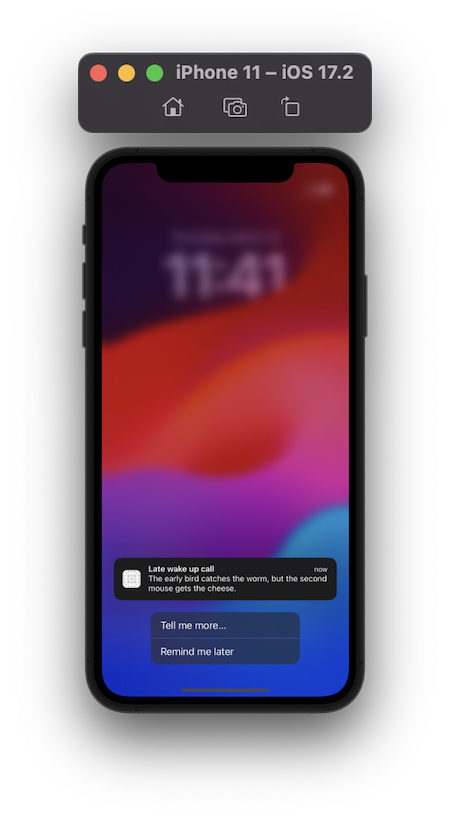 iPhone 11 – iOS 17.2
11:41
Late wake up call
now
The early bird catches the worm, but the second
mouse gets the cheese.
Tell me more...
Remind me later